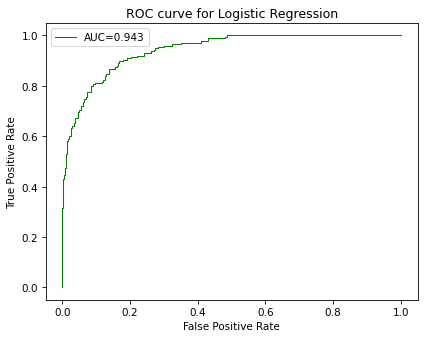 ROC curve for Logistic Regression
AUC=0.943
True Positive Rate
1.0
0.8
0.6
0.4
0.2
0.0
0.0 0.2 0.4 0.6 0.8 1.0
False Positive Rate